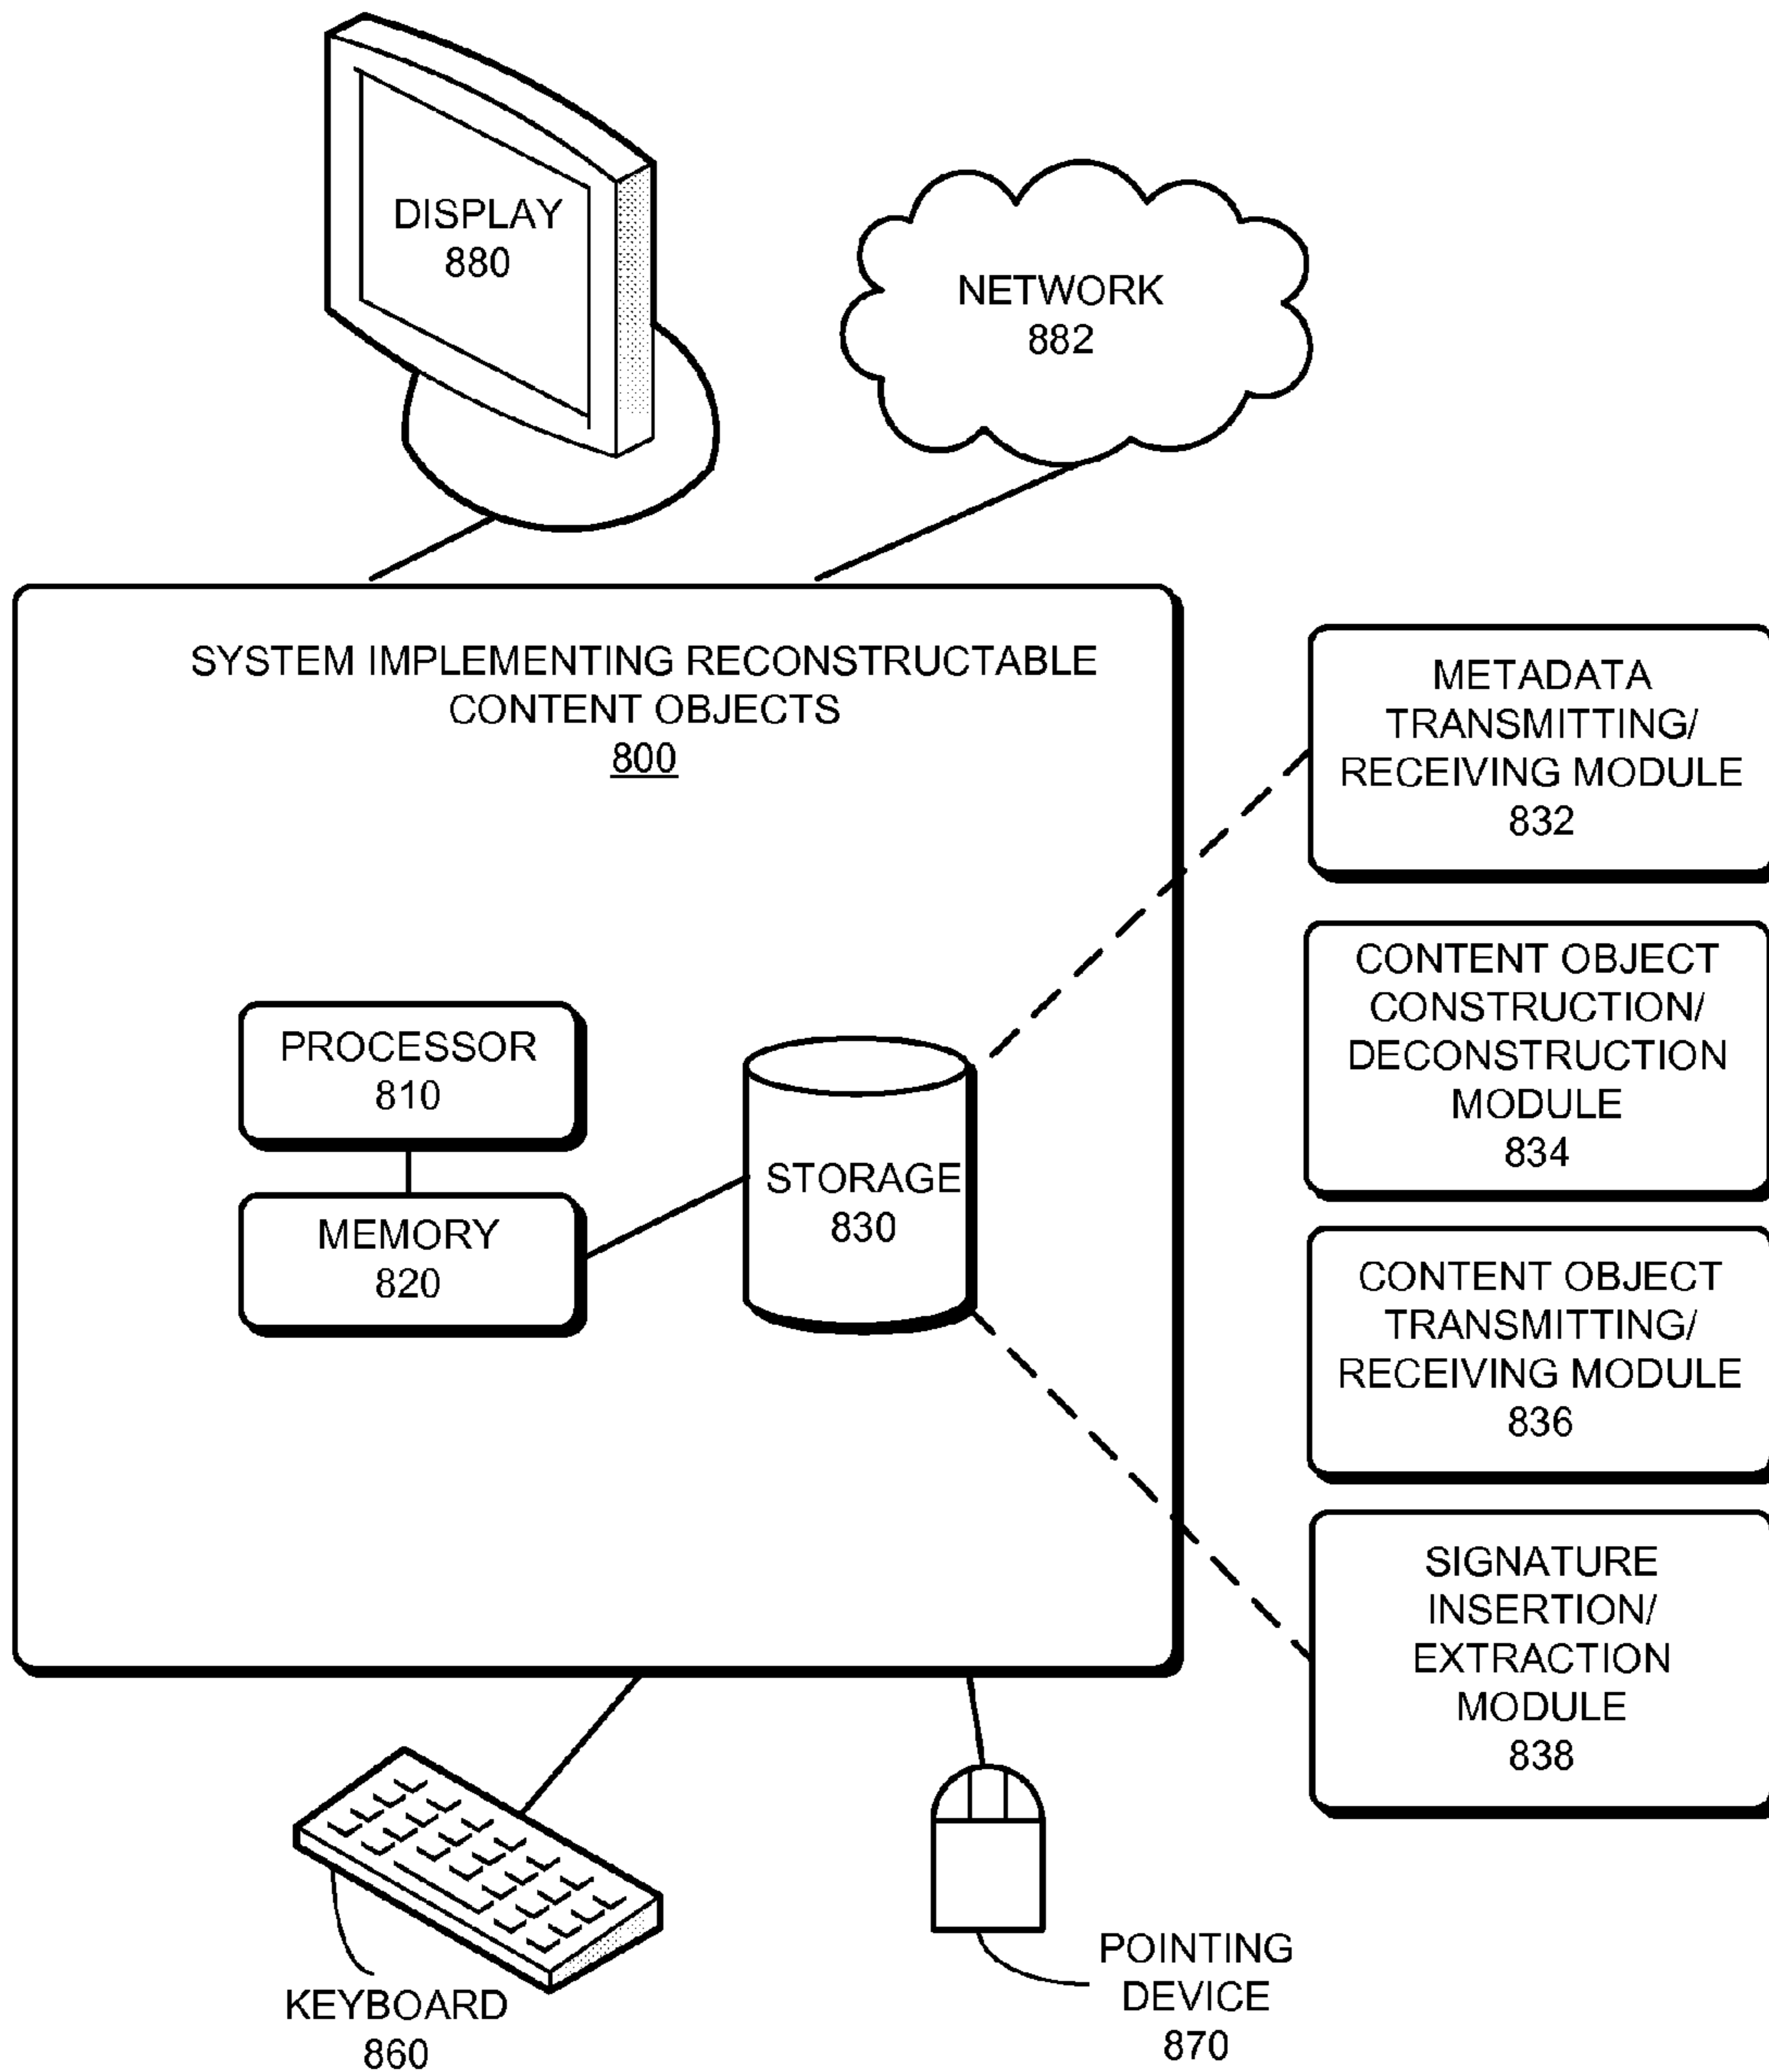 DISPLAY
880
NETWORK
882
SYSTEM IMPLEMENTING RECONSTRUCTABLE
CONTENT OBJECTS
800
PROCESSOR
810
MEMORY
820
STORAGE
830
METADATA
TRANSMITTING/
RECEIVING MODULE
832
CONTENT OBJECT
CONSTRUCTION/
DECONSTRUCTION
MODULE
834
CONTENT OBJECT
TRANSMITTING/
RECEIVING MODULE
836
SIGNATURE
INSERTION/
EXTRACTION
MODULE
838
KEYBOARD
860
POINTING
DEVICE
870